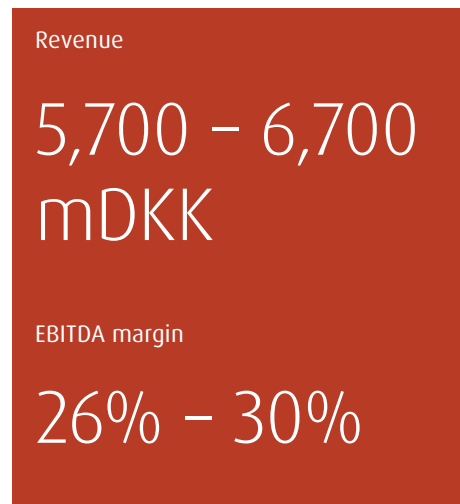 Revenue
5,700 – 6,700
mDKK
EBITDA margin
26% – 30%